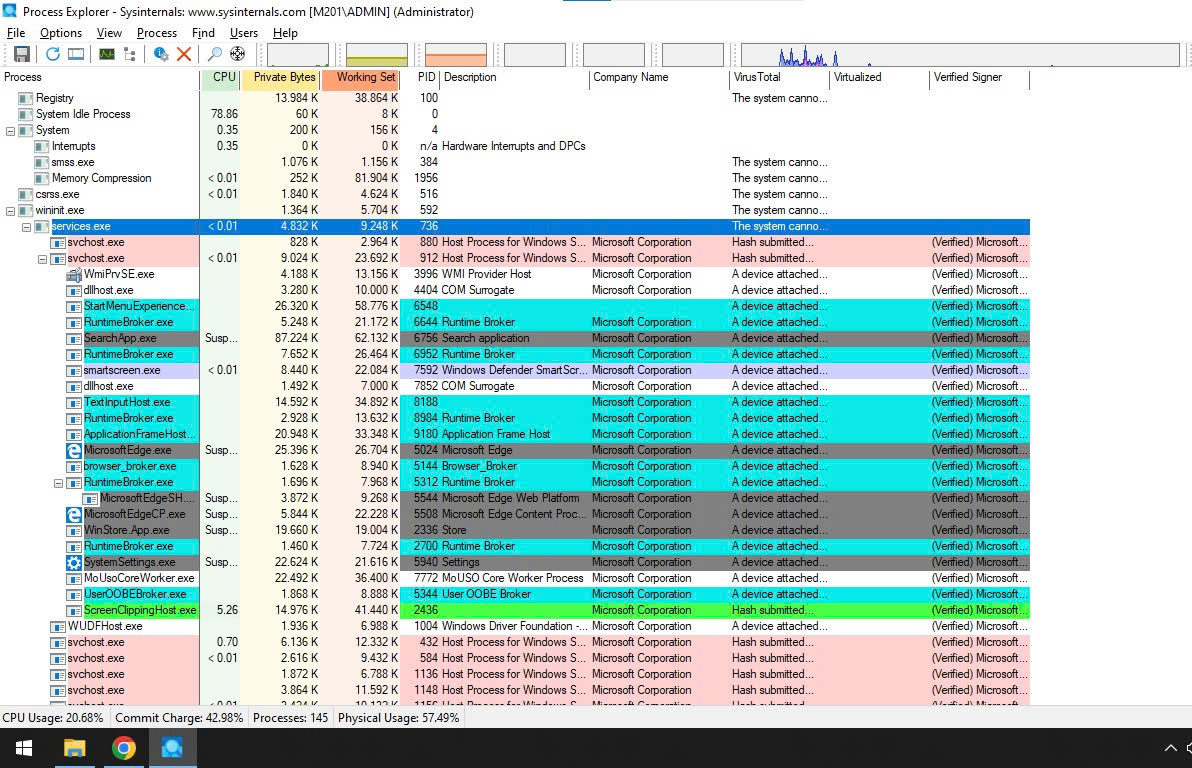 Process Explorer - Sysinternals: www.sysinternals.com [M201\ADMIN] (Administrator)
File Options View Process Find Users Help
Process CPU Private Bytes Working Set PID Description Company Name VirusTotal Virtualized Verified Signer
Registry 13.984 K 38.864 K 100 The system canno...
System Idle Process 78.86 60 K 8 K 0
System 0.35 200 K 156 K 4
Interrupts 0.35 0 K 0 K n/a Hardware Interrupts and DPCs
smss.exe 1.076 K 1.156 K 384 The system canno...
Memory Compression < 0.01 252 K 81.904 K 1956 The system canno...
csrss.exe < 0.01 1.840 K 4.624 K 516 The system canno...
wininit.exe 1.364 K 5.704 K 592 The system canno...
services.exe < 0.01 4.832 K 9.248 K 736 The system canno...
svchost.exe 828 K 2.964 K 880 Host Process for Windows S... Microsoft Corporation Hash submitted... (Verified) Microsoft...
svchost.exe < 0.01 9.024 K 23.692 K 912 Host Process for Windows S... Microsoft Corporation Hash submitted... (Verified) Microsoft...
WmiPrvSE.exe 4.188 K 13.156 K 3996 WMI Provider Host Microsoft Corporation A device attached... (Verified) Microsoft...
dllhost.exe 3.280 K 10.000 K 4404 COM Surrogate Microsoft Corporation A device attached... (Verified) Microsoft...
StartMenuExperience... 26.320 K 58.776 K 6548 A device attached... (Verified) Microsoft...
RuntimeBroker.exe 5.248 K 21.172 K 6644 Runtime Broker Microsoft Corporation A device attached... (Verified) Microsoft...
SearchApp.exe Susp... 87.224 K 62.132 K 6756 Search application Microsoft Corporation A device attached... (Verified) Microsoft...
RuntimeBroker.exe 7.652 K 26.464 K 6952 Runtime Broker Microsoft Corporation A device attached... (Verified) Microsoft...
smartscreen.exe < 0.01 8.440 K 22.084 K 7592 Windows Defender SmartScr... Microsoft Corporation A device attached... (Verified) Microsoft...
dllhost.exe 1.492 K 7.000 K 7852 COM Surrogate Microsoft Corporation A device attached... (Verified) Microsoft...
TextInputHost.exe 14.592 K 34.892 K 8188 Microsoft Corporation A device attached... (Verified) Microsoft...
RuntimeBroker.exe 2.928 K 13.632 K 8984 Runtime Broker Microsoft Corporation A device attached... (Verified) Microsoft...
ApplicationFrameHost... 20.948 K 33.348 K 9180 Application Frame Host Microsoft Corporation A device attached... (Verified) Microsoft...
MicrosoftEdge.exe Susp... 25.396 K 26.704 K 5024 Microsoft Edge Microsoft Corporation A device attached... (Verified) Microsoft...
browser_broker.exe 1.628 K 8.940 K 5144 Browser_Broker Microsoft Corporation A device attached... (Verified) Microsoft...
RuntimeBroker.exe 1.696 K 7.968 K 5312 Runtime Broker Microsoft Corporation A device attached... (Verified) Microsoft...
MicrosoftEdgeSH.... Susp... 3.872 K 9.268 K 5544 Microsoft Edge Web Platform Microsoft Corporation A device attached... (Verified) Microsoft...
MicrosoftEdgeCP.exe Susp... 5.844 K 22.228 K 5508 Microsoft Edge Content Proc... Microsoft Corporation A device attached... (Verified) Microsoft...
WinStore.App.exe Susp... 19.660 K 19.004 K 2336 Store Microsoft Corporation A device attached... (Verified) Microsoft...
RuntimeBroker.exe 1.460 K 7.724 K 2700 Runtime Broker Microsoft Corporation A device attached... (Verified) Microsoft...
SystemSettings.exe Susp... 22.624 K 21.616 K 5940 Settings Microsoft Corporation A device attached... (Verified) Microsoft...
MoUsoCoreWorker.exe 22.492 K 36.400 K 7772 MoUSO Core Worker Process Microsoft Corporation A device attached... (Verified) Microsoft...
UserOOBEBroker.exe 1.868 K 8.888 K 5344 User OOBE Broker Microsoft Corporation A device attached... (Verified) Microsoft...
ScreenClippingHost.exe 5.26 14.976 K 41.440 K 2436 Microsoft Corporation Hash submitted... (Verified) Microsoft...
WUDFHost.exe 1.936 K 6.988 K 1004 Windows Driver Foundation -... Microsoft Corporation A device attached... (Verified) Microsoft...
svchost.exe 0.70 6.136 K 12.332 K 432 Host Process for Windows S... Microsoft Corporation Hash submitted... (Verified) Microsoft...
svchost.exe < 0.01 2.616 K 9.432 K 584 Host Process for Windows S... Microsoft Corporation Hash submitted... (Verified) Microsoft...
svchost.exe 1.872 K 6.788 K 1136 Host Process for Windows S... Microsoft Corporation Hash submitted... (Verified) Microsoft...
svchost.exe 3.864 K 11.592 K 1148 Host Process for Windows S... Microsoft Corporation Hash submitted... (Verified) Microsoft...
CPU Usage: 20.68% Commit Charge: 42.98% Processes: 145 Physical Usage: 57.49%